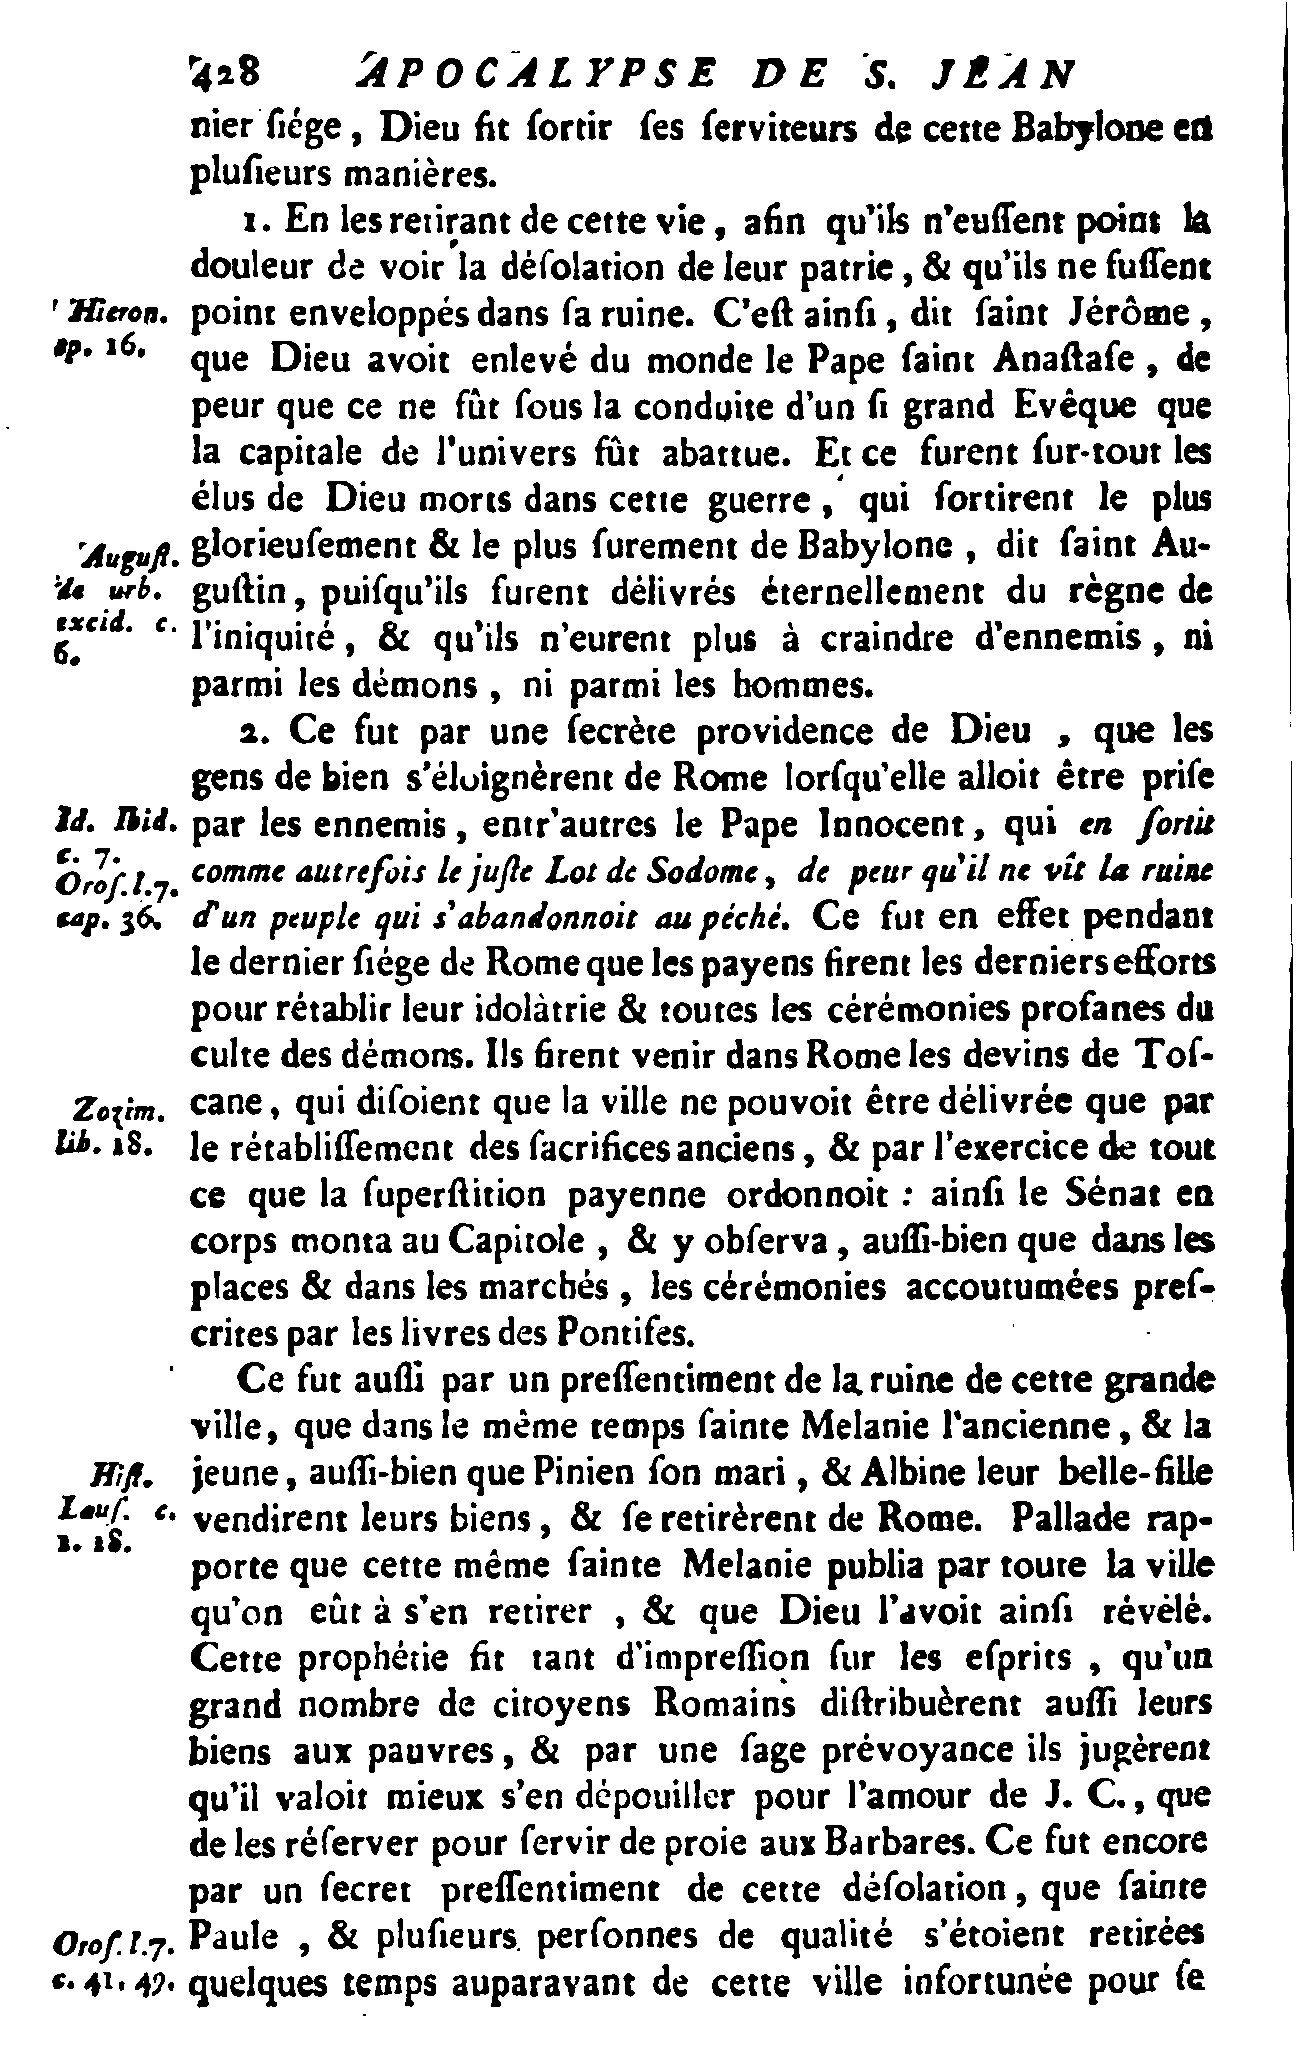 428 APOCALYPSE DE S. JEAN
nier ſiége, Dieu fit ſortir ſes ſerviteurs de cette Babylone en
pluſieurs manières.
1. En les retirant de cette vie, afin qu'ils n'euſſent point la
douleur de voir la déſolation de leur patrie, & qu'ils ne fuſſent
Hieron. point enveloppés dans ſa ruine. C'eſt ainſi, dit ſaint Jérôme,
ep. 16. que Dieu avoit enlevé du monde le Pape ſaint Anaſtaſe, de
peur que ce ne fût ſous la conduite d'un ſi grand Evêque que
la capitale de l'univers fût abattue. Et ce furent ſur-tout les
élus de Dieu morts dans cette guerre, qui ſortirent le plus
Auguſt. glorieuſement & le plus ſurement de Babylone, dit ſaint Au-
de urb. guſtin, puiſqu'ils furent délivrés éternellement du règne de
excid. c. l'iniquité, & qu'ils n'eurent plus à craindre d'ennemis, ni
6. parmi les démons, ni parmi les hommes.
2. Ce fut par une ſecrète providence de Dieu, que les
gens de bien s'éloignèrent de Rome lorſqu'elle alloit être priſe
Id. Ibid. par les ennemis, entr'autres le Pape Innocent, qui en ſortit
c. 7. comme autrefois le juſte Lot de Sodome, de peur qu'il ne vît la ruine
Oroſ. l. 7.
cap. 36. d'un peuple qui s'abandonnoit au péché. Ce fut en effet pendant
le dernier ſiége de Rome que les payens firent les derniers efforts
pour rétablir leur idolàtrie & toutes les cérémonies profanes du
culte des démons. Ils firent venir dans Rome les devins de Toſ-
Zozim. cane, qui diſoient que la ville ne pouvoit être délivrée que par
lib. 18. le rétabliſſement des ſacrifices anciens, & par l'exercice de tout
ce que la ſuperſtition payenne ordonnoit : ainſi le Sénat en
corps monta au Capitole, & y obſerva, auſſi-bien que dans les
places & dans les marchés, les cérémonies accoutumées preſ-
crites par les livres des Pontifes.
Ce fut auſſi par un preſſentiment de la ruine de cette grande
ville, que dans le même temps ſainte Melanie l'ancienne, & la
Hiſt. jeune, auſſi-bien que Pinien ſon mari, & Albine leur belle-fille
Lauſ. c. vendirent leurs biens, & ſe retirèrent de Rome. Pallade rap-
1. 18. porte que cette même ſainte Melanie publia par toute la ville
qu'on eût à s'en retirer, & que Dieu l'avoit ainſi révélé.
Cette prophétie fit tant d'impreſſion ſur les eſprits, qu'un
grand nombre de citoyens Romains diſtribuèrent auſſi leurs
biens aux pauvres, & par une ſage prévoyance ils jugèrent
qu'il valoit mieux s'en dépouiller pour l'amour de J. C., que
de les réſerver pour ſervir de proie aux Barbares. Ce fut encore
par un ſecret preſſentiment de cette déſolation, que ſainte
Oroſ. l. 7. Paule, & pluſieurs perſonnes de qualité s'étoient retirées
c. 41. 49. quelques temps auparavant de cette ville infortunée pour ſe